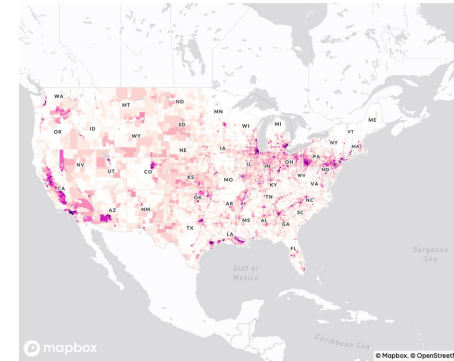 WA
MT
ND
MN
ME
OR
ID
SD
WI
MI
VT
WY
NY
MA
NE
IA
PA
NV
UT
IL
IN
OH
MD
CO
KS
MO
WV
CA
KY
VA
AZ
NM
OK
AR
TN
NC
SC
TX
MS
AL
GA
LA
FL
Gulf of
Mexico
Sargasso
Sea
Caribbean Sea
mapbox
© Mapbox, © OpenStreet